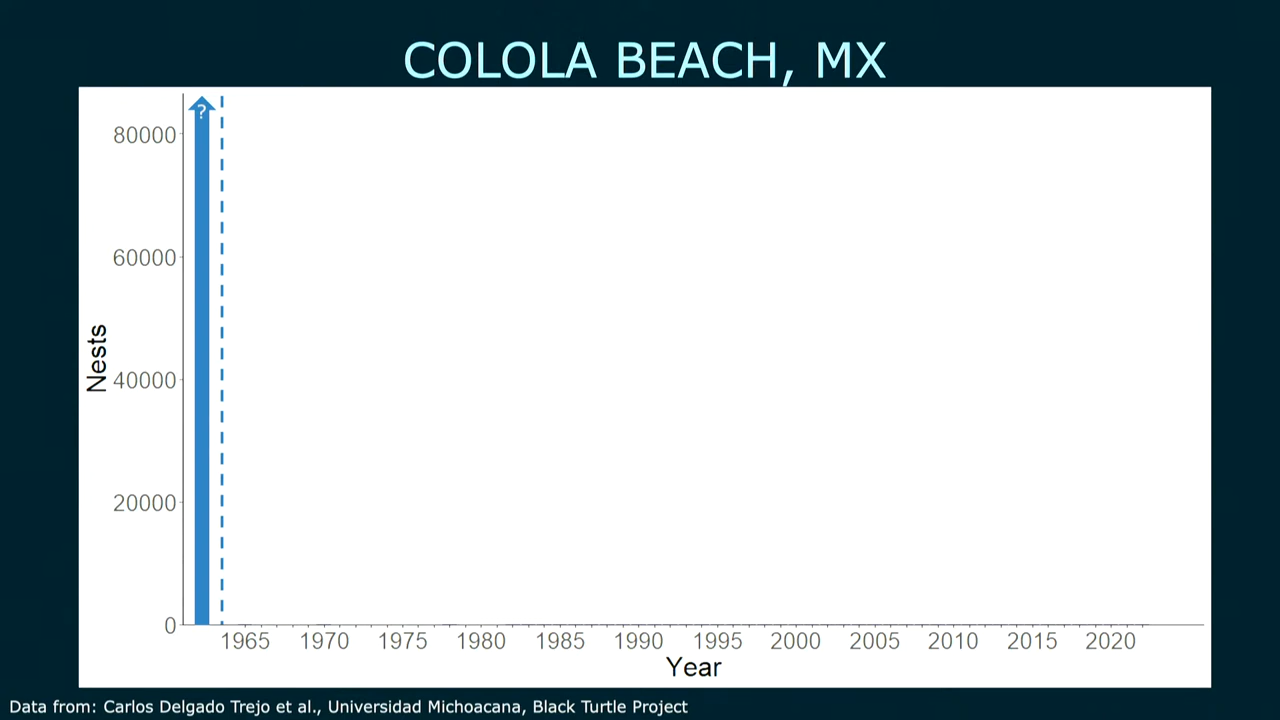 COLOLA BEACH, MX
?
80000
60000
40000
20000
0
Nests
1965 1970 1975 1980 1985 1990 1995 2000 2005 2010 2015 2020
Year
Data from: Carlos Delgado Trejo et al., Universidad Michoacana, Black Turtle Project